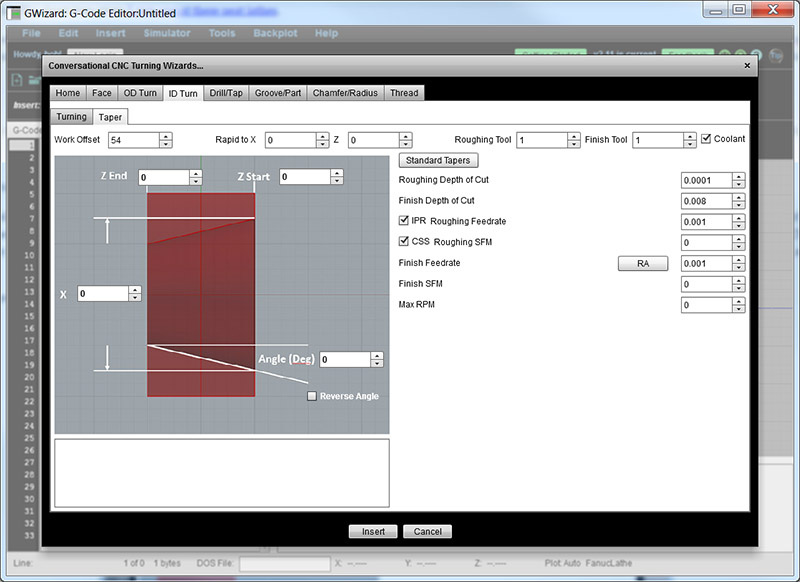 GWizard: G-Code Editor:Untitled
File Edit Insert Simulator Tools Backplot Help
Conversational CNC Turning Wizards...
Insert:
Home Face OD Turn ID Turn Drill/Tap Groove/Part Chamfer/Radius Thread
Turning Taper
G-Code
Work Offset 54 Rapid to X 0 Z 0 Roughing Tool 1 Finish Tool 1 Coolant
1
2
3
4
5
6
7
8
9
10
11
12
13
14
15
16
17
18
19
20
21
22
23
24
25
26
27
28
29
30
31
32
33
Z End 0 Z Start 0
X 0
Angle (Deg) 0
Reverse Angle
Standard Tapers
Roughing Depth of Cut 0.0001
Finish Depth of Cut 0.008
IPR Roughing Feedrate 0.001
CSS Roughing SFM 0
Finish Feedrate RA 0.001
Finish SFM 0
Max RPM 0
Insert Cancel
Line: 1 of 0 1 bytes DOS File: X: --.---- Y: --.---- Z: --.---- Plot Auto FanucLathe